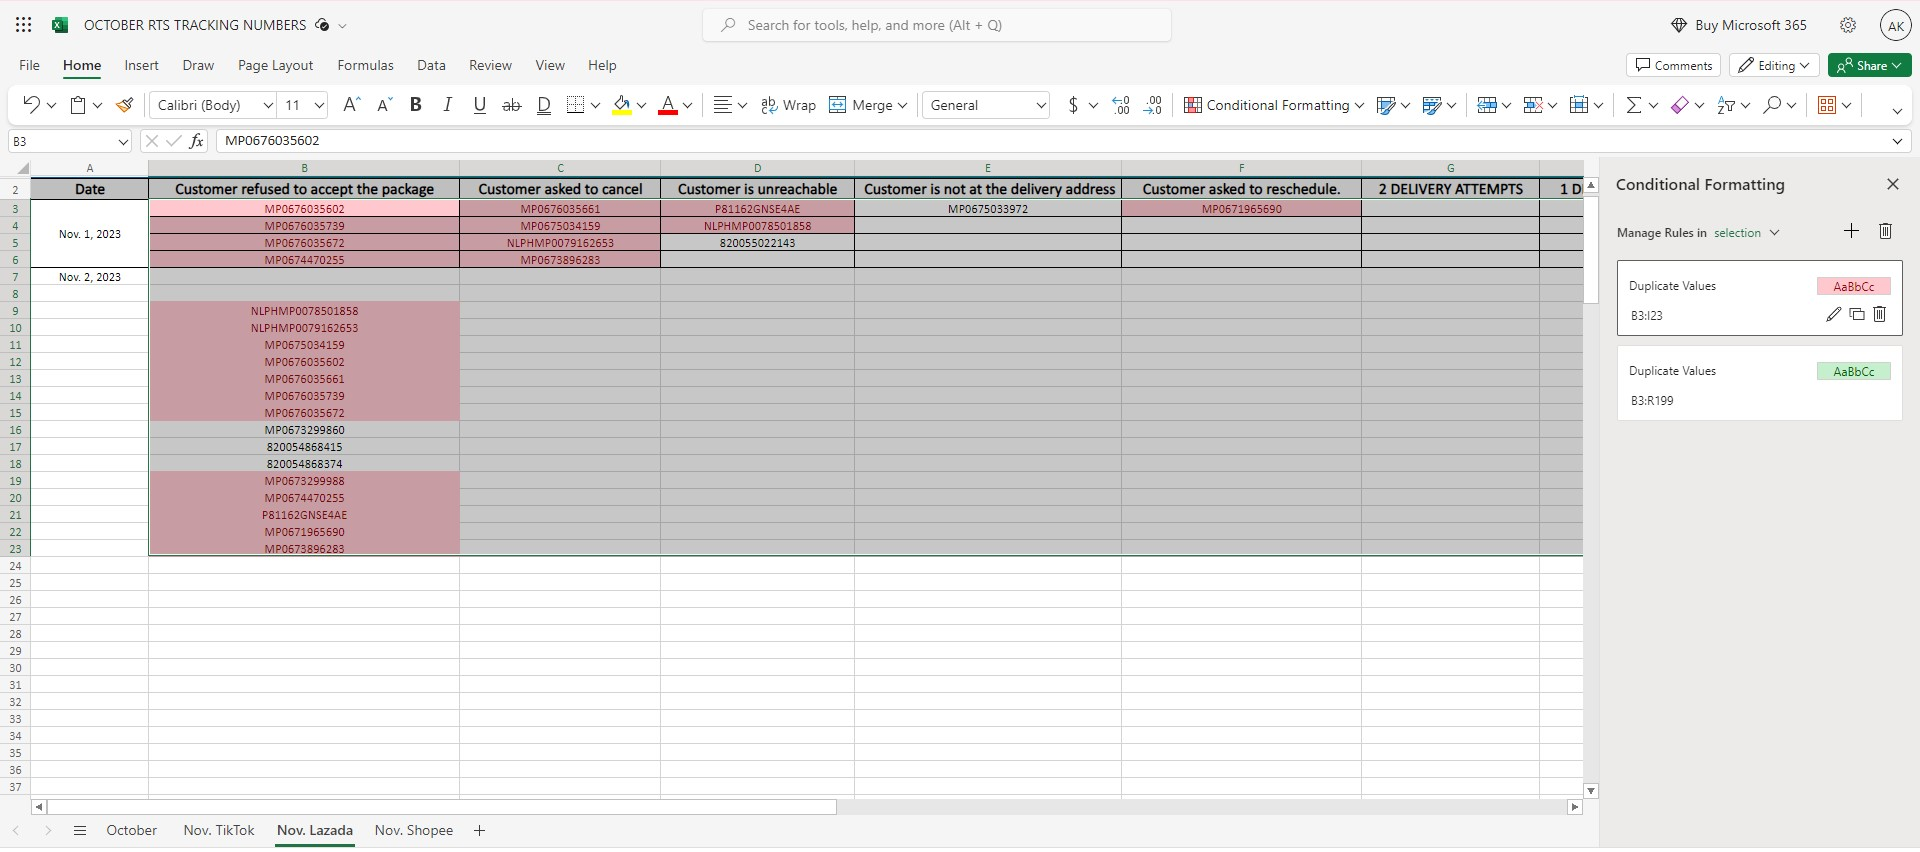 OCTOBER RTS TRACKING NUMBERS
Search for tools, help, and more (Alt + Q)
Buy Microsoft 365
AK
File Home Insert Draw Page Layout Formulas Data Review View Help
Comments Editing Share
Calibri (Body) 11 A A B I U ab D A ab Wrap Merge General $ .00 Conditional Formatting
B3 fx MP0676035602
A B C D E F G
2 Date Customer refused to accept the package Customer asked to cancel Customer is unreachable Customer is not at the delivery address Customer asked to reschedule. 2 DELIVERY ATTEMPTS 1 D
3 MP0676035602 MP0676035661 P81162GNSE4AE MP0675033972 MP0671965690
4 Nov. 1, 2023 MP0676035739 MP0675034159 NLPHMP0078501858
5 MP0676035672 NLPHMP0079162653 820055022143
6 MP0674470255 MP0673896283
7 Nov. 2, 2023
8
9 NLPHMP0078501858
10 NLPHMP0079162653
11 MP0675034159
12 MP0676035602
13 MP0676035661
14 MP0676035739
15 MP0676035672
16 MP0673299860
17 820054868415
18 820054868374
19 MP0673299988
20 MP0674470255
21 P81162GNSE4AE
22 MP0671965690
23 MP0673896283
24
25
26
27
28
29
30
31
32
33
34
35
36
37
October Nov. TikTok Nov. Lazada Nov. Shopee
Conditional Formatting
Manage Rules in selection
Duplicate Values AaBbCc
B3:I23
Duplicate Values AaBbCc
B3:R199